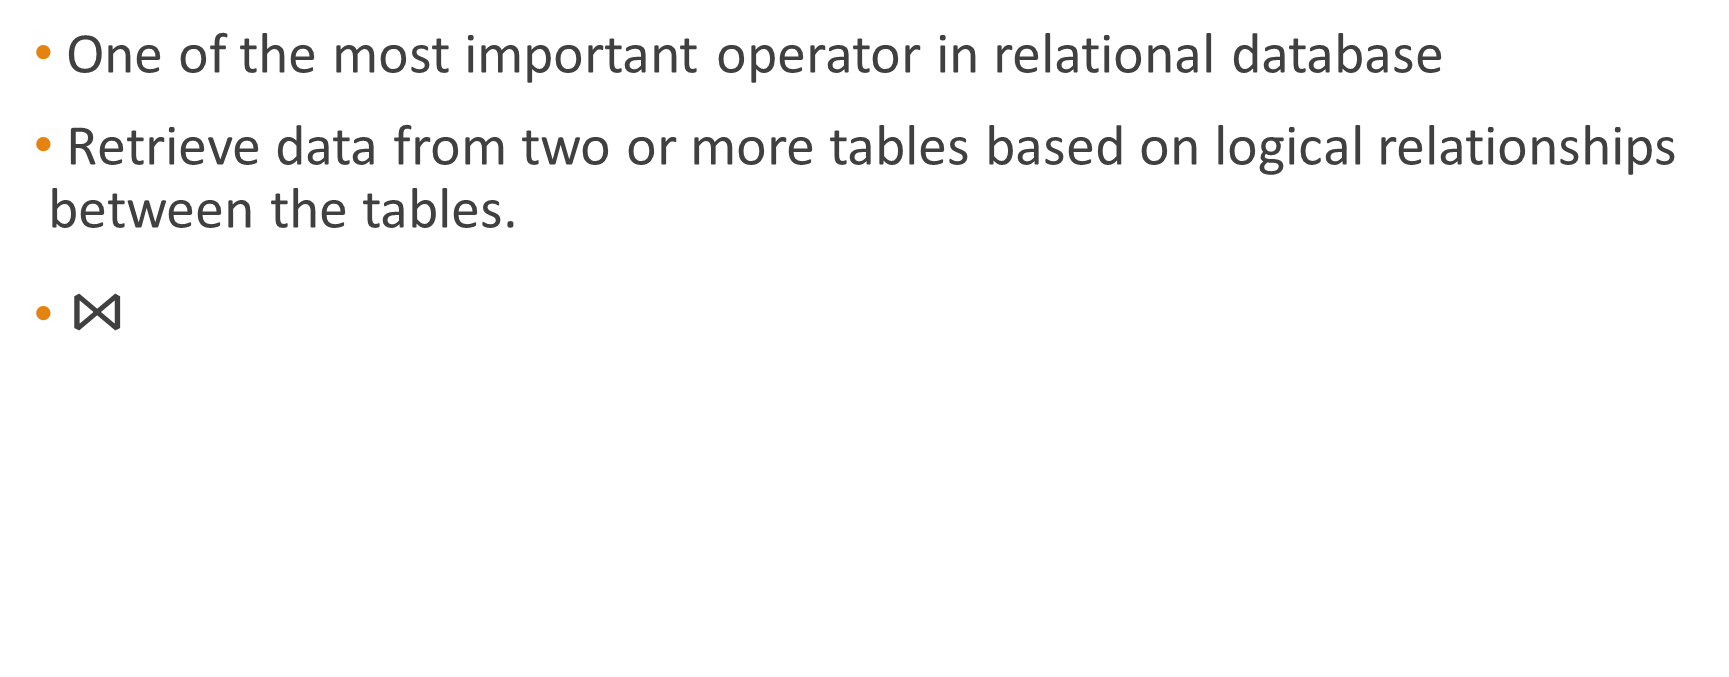 • One of the most important operator in relational database
• Retrieve data from two or more tables based on logical relationships
between the tables.
• ⋈